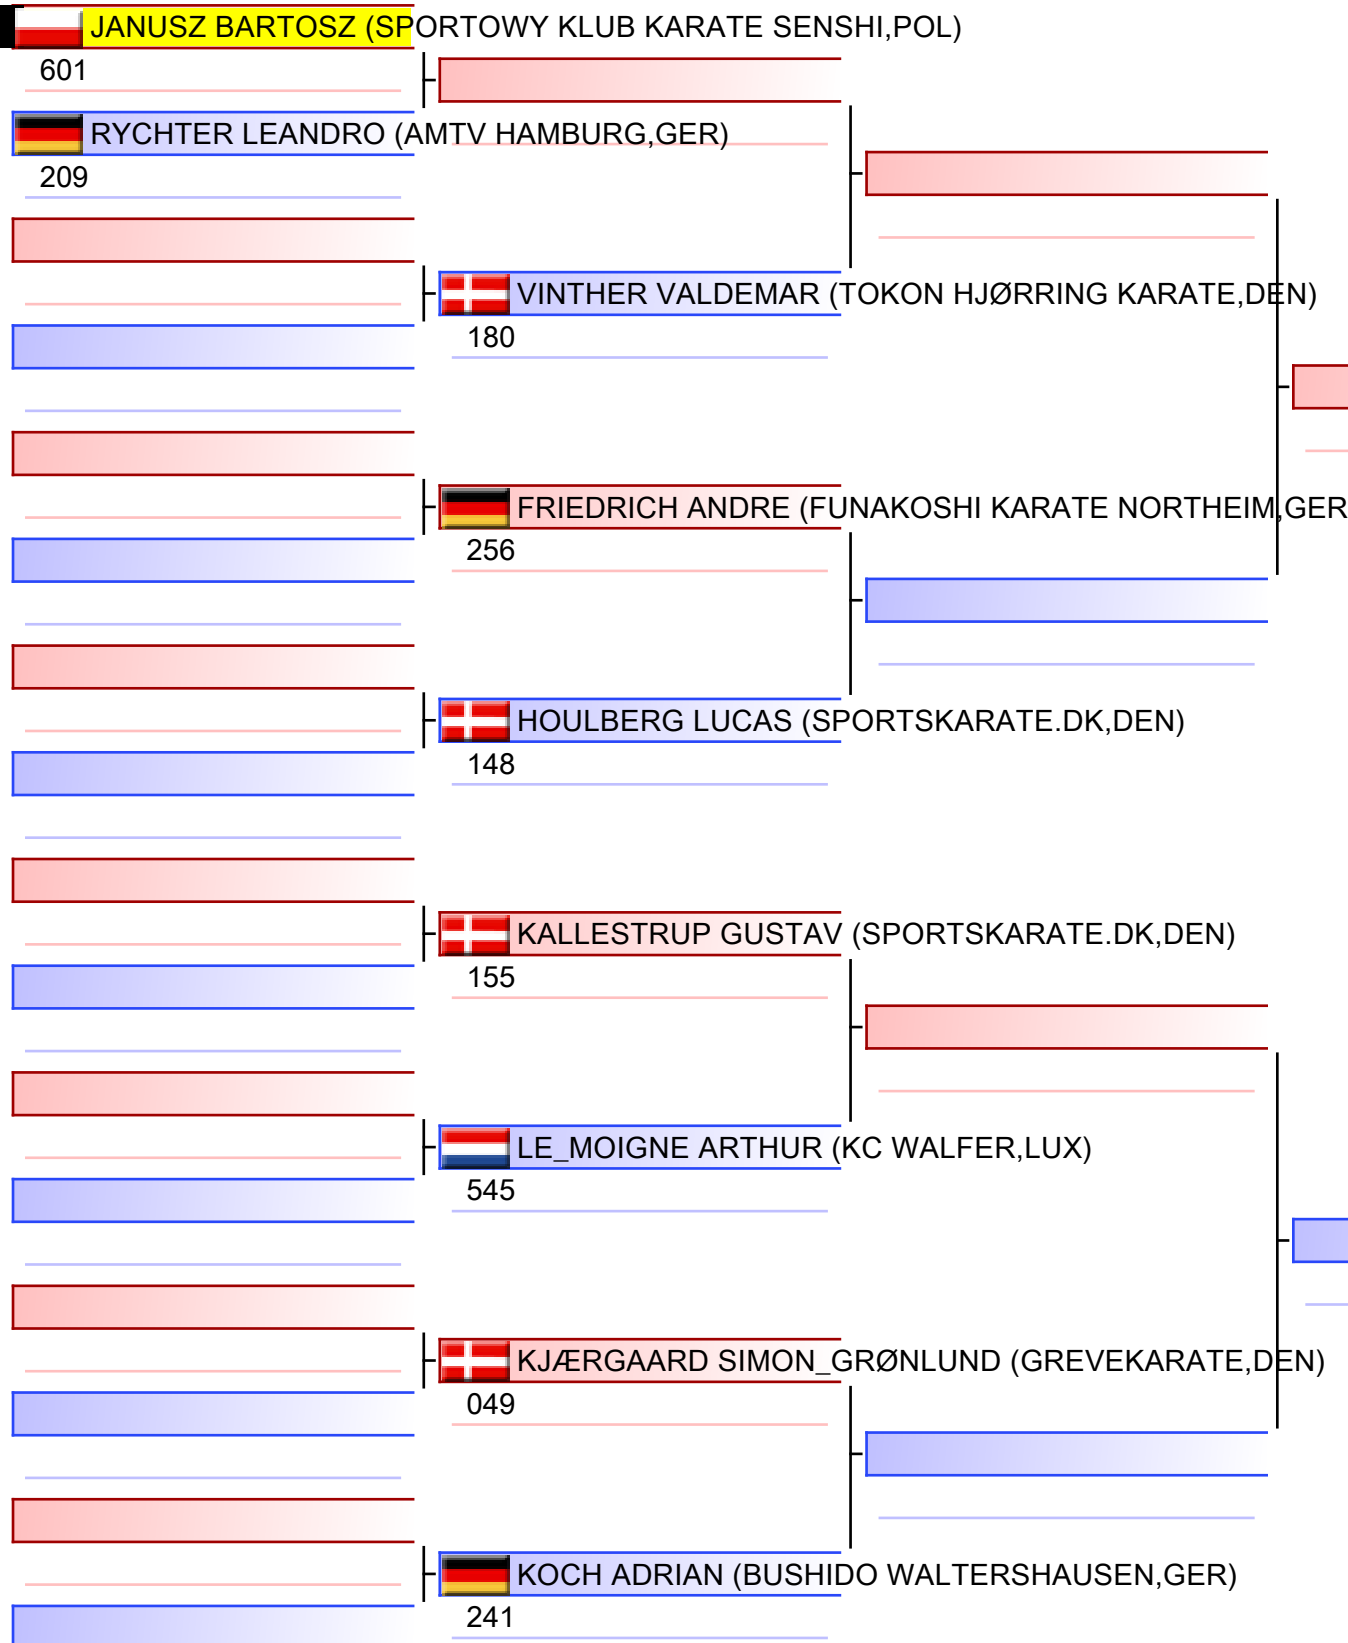 JANUSZ BARTOSZ (SPORTOWY KLUB KARATE SENSHI,POL)
601
RYCHTER LEANDRO (AMTV HAMBURG,GER)
209
VINTHER VALDEMAR (TOKON HJØRRING KARATE,DEN)
180
FRIEDRICH ANDRE (FUNAKOSHI KARATE NORTHEIM,GER
256
HOULBERG LUCAS (SPORTSKARATE.DK,DEN)
148
KALLESTRUP GUSTAV (SPORTSKARATE.DK,DEN)
155
LE_MOIGNE ARTHUR (KC WALFER,LUX)
545
KJÆRGAARD SIMON_GRØNLUND (GREVEKARATE,DEN)
049
KOCH ADRIAN (BUSHIDO WALTERSHAUSEN,GER)
241